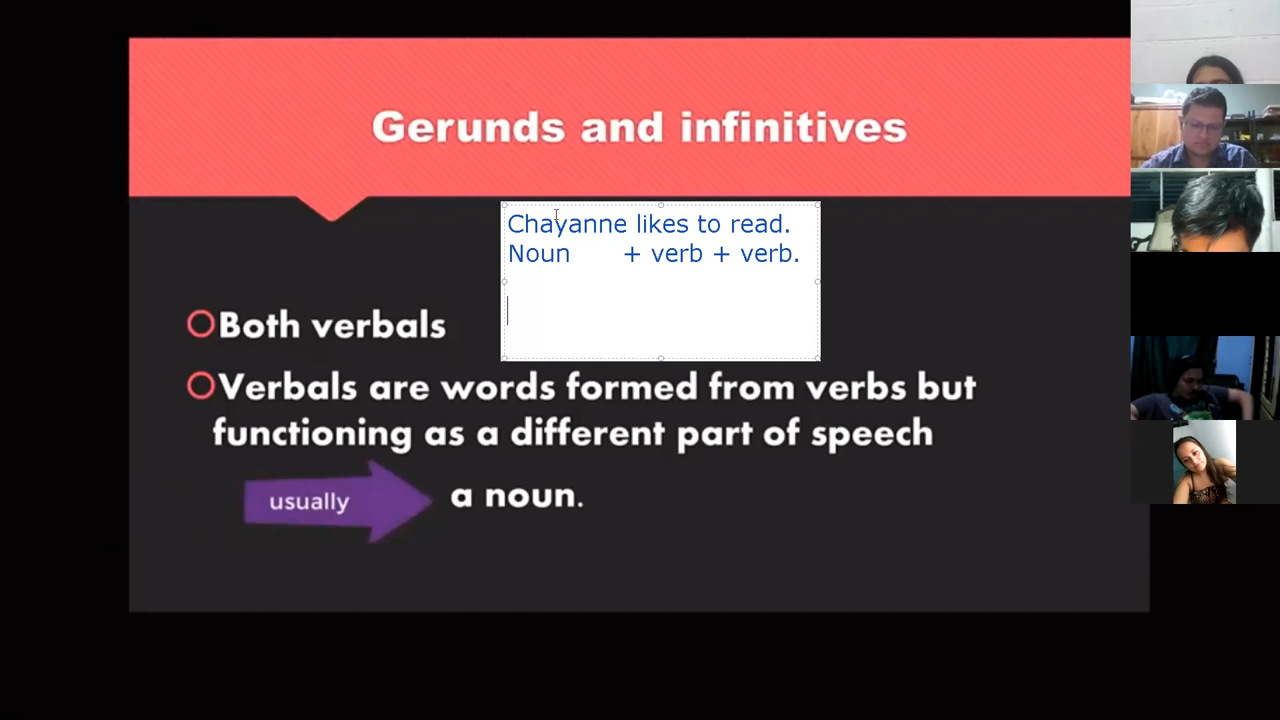 Gerunds and infinitives
Chayanne likes to read.
Noun + verb + verb.
Both verbals
Verbals are words formed from verbs but
functioning as a different part of speech
usually a noun.